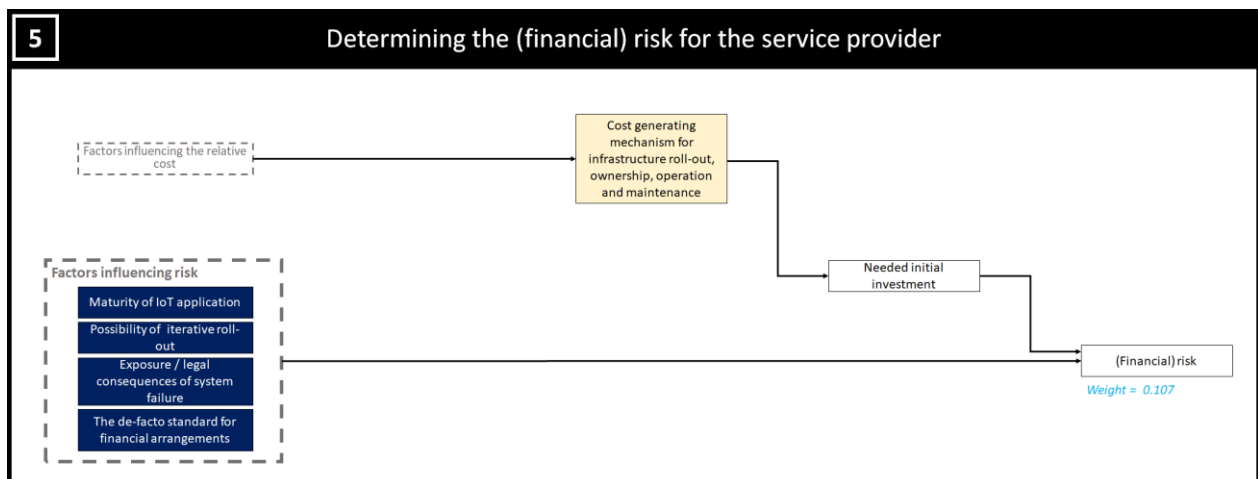 5
Determining the (financial) risk for the service provider
Factors influencing the relative
cost
Cost generating
mechanism for
infrastructure roll-out,
ownership, operation
and maintenance
Needed initial
investment
Factors influencing risk
Maturity of IoT application
Possibility of iterative roll-
out
Exposure / legal
consequences of system
failure
The de-facto standard for
financial arrangements
(Financial) risk
Weight = 0.107